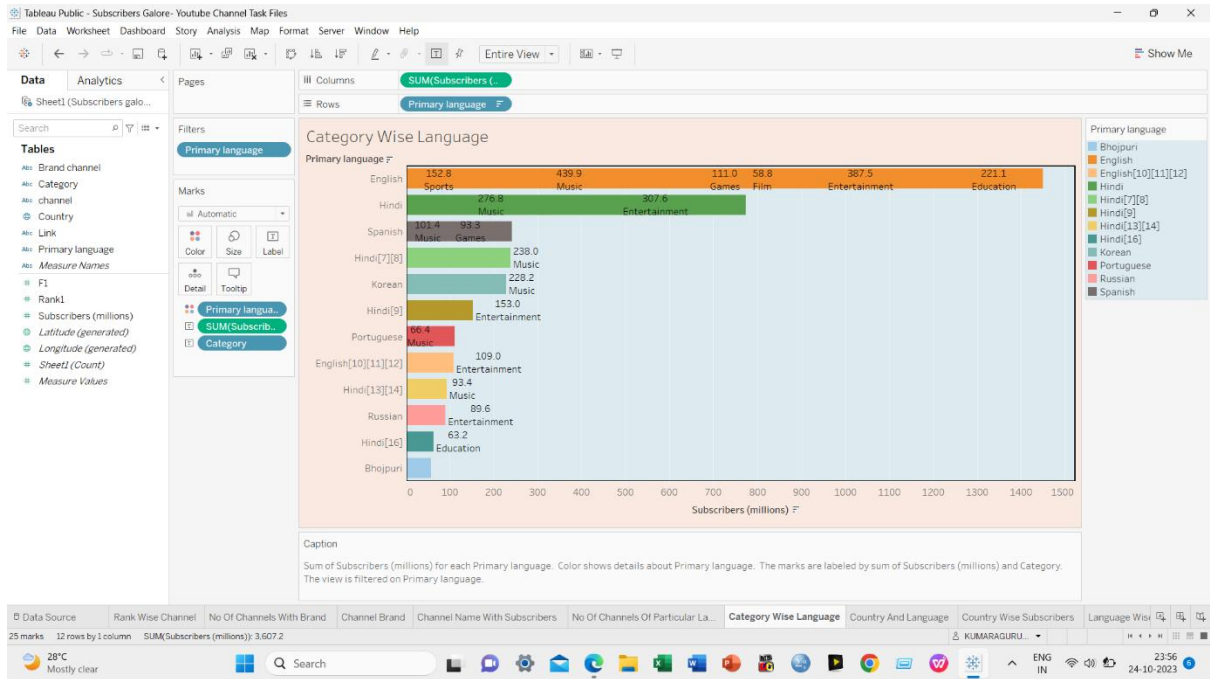 Tableau Public - Subscribers Galore- Youtube Channel Task Files
File Data Worksheet Dashboard Story Analysis Map Format Server Window Help
Entire View
Show Me
Data Analytics
Sheet1 (Subscribers galo...
Search
Tables
Abc Brand channel
Abc Category
Abc channel
Country
Abc Link
Abc Primary language
Abc Measure Names
# F1
# Rank1
# Subscribers (millions)
Latitude (generated)
Longitude (generated)
# Sheet1 (Count)
# Measure Values
Pages
Filters
Primary language
Marks
Automatic
Color Size Label
Detail Tooltip
Primary langua..
SUM(Subscrib..
Category
Columns SUM(Subscribers (..
Rows Primary language
Category Wise Language
Primary language
English 152.8 439.9 111.0 58.8 387.5 221.1
Sports Music Games Film Entertainment Education
Hindi 276.8 307.6
Music Entertainment
Spanish 101.4 93.3
Music Games
Hindi[7][8] 238.0
Music
Korean 228.2
Music
Hindi[9] 153.0
Entertainment
Portuguese 66.4
Music
English[10][11][12] 109.0
Entertainment
Hindi[13][14] 93.4
Music
Russian 89.6
Entertainment
Hindi[16] 63.2
Education
Bhojpuri
0 100 200 300 400 500 600 700 800 900 1000 1100 1200 1300 1400 1500
Subscribers (millions)
Primary language
Bhojpuri
English
English[10][11][12]
Hindi
Hindi[7][8]
Hindi[9]
Hindi[13][14]
Hindi[16]
Korean
Portuguese
Russian
Spanish
Caption
Sum of Subscribers (millions) for each Primary language. Color shows details about Primary language. The marks are labeled by sum of Subscribers (millions) and Category.
The view is filtered on Primary language.
Data Source Rank Wise Channel No Of Channels With Brand Channel Brand Channel Name With Subscribers No Of Channels Of Particular La... Category Wise Language Country And Language Country Wise Subscribers Language Wis
25 marks 12 rows by 1 column SUM(Subscribers (millions)): 3,607.2 KUMARAGURU...
28°C
Mostly clear
Search
ENG
IN
23:56
24-10-2023
6